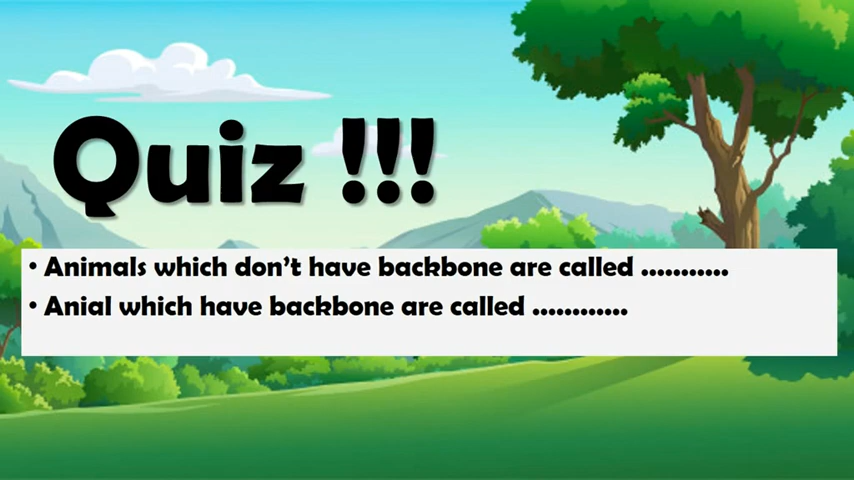 Quiz !!!
• Animals which don't have backbone are called ...........
• Anial which have backbone are called ............